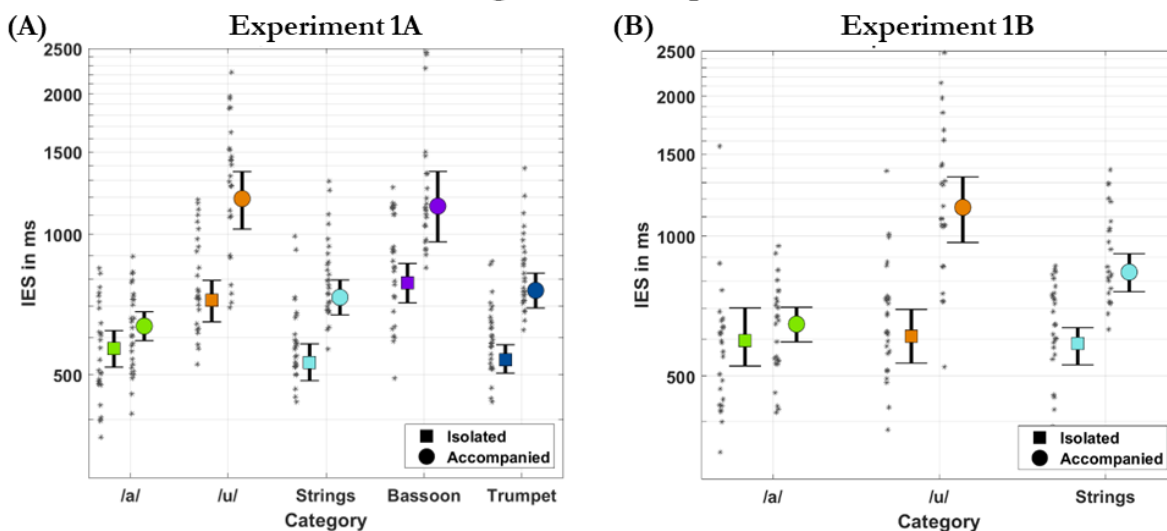 (A) Experiment 1A
2500
2000
1500
1000
500
IES in ms
/a/ /u/ Strings Bassoon Trumpet
Category
Isolated
Accompanied
(B) Experiment 1B
2500
2000
1500
1000
500
IES in ms
/a/ /u/ Strings
Category
Isolated
Accompanied